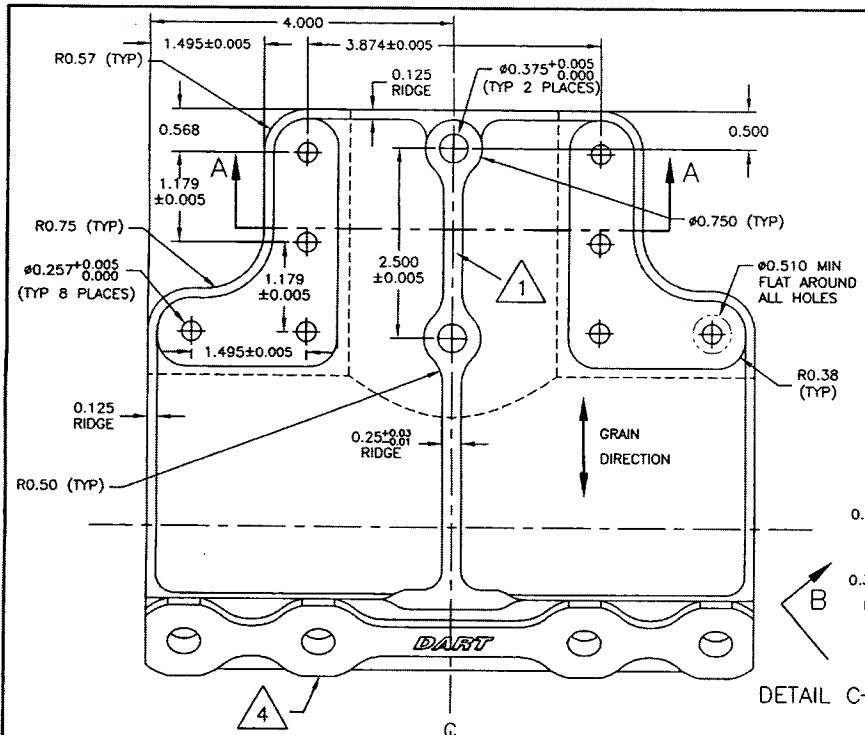 4.000
1.495±0.005
3.874±0.005
R0.57 (TYP)
0.125
RIDGE
ø0.375+0.005
0.000
(TYP 2 PLACES)
0.568
0.500
A
A
1.179
±0.005
R0.75 (TYP)
ø0.750 (TYP)
2.500
±0.005
1
ø0.257+0.005
0.000
(TYP 8 PLACES)
1.179
±0.005
ø0.510 MIN
FLAT AROUND
ALL HOLES
1.495±0.005
R0.38
(TYP)
0.125
RIDGE
0.25+0.03
-0.01
RIDGE
GRAIN
DIRECTION
R0.50 (TYP)
0.
0.3
B
DART
DETAIL C-
4
℄